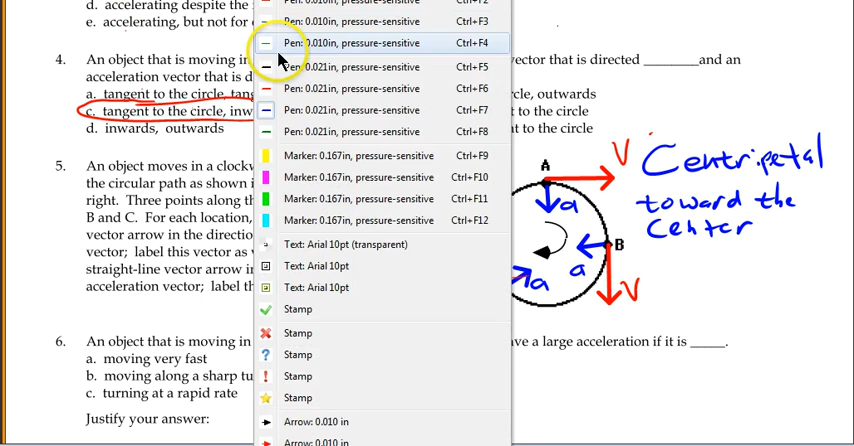 d. accelerating despite the
e. accelerating, but not for
4. An object that is moving in
vector that is directed ________and an
acceleration vector that is d
a. tangent to the circle, tang
cle, outwards
c. tangent to the circle, inw
t to the circle
d. inwards, outwards
t to the circle
5. An object moves in a clockw
the circular path as shown i
right. Three points along th
B and C. For each location,
vector arrow in the directio
vector; label this vector as
straight-line vector arrow i
acceleration vector; label th
6. An object that is moving in
ve a large acceleration if it is _____.
a. moving very fast
b. moving along a sharp tu
c. turning at a rapid rate
Justify your answer:
Pen: 0.010in, pressure-sensitive Ctrl+F3
Pen: 0.010in, pressure-sensitive Ctrl+F4
Pen: 0.021in, pressure-sensitive Ctrl+F5
Pen: 0.021in, pressure-sensitive Ctrl+F6
Pen: 0.021in, pressure-sensitive Ctrl+F7
Pen: 0.021in, pressure-sensitive Ctrl+F8
Marker: 0.167in, pressure-sensitive Ctrl+F9
Marker: 0.167in, pressure-sensitive Ctrl+F10
Marker: 0.167in, pressure-sensitive Ctrl+F11
Marker: 0.167in, pressure-sensitive Ctrl+F12
Text: Arial 10pt (transparent)
Text: Arial 10pt
Text: Arial 10pt
Stamp
Stamp
Stamp
Stamp
Stamp
Arrow: 0.010 in
Arrow: 0.010 in
A
V
a
B
a
a
V
Centripetal
toward the
Center